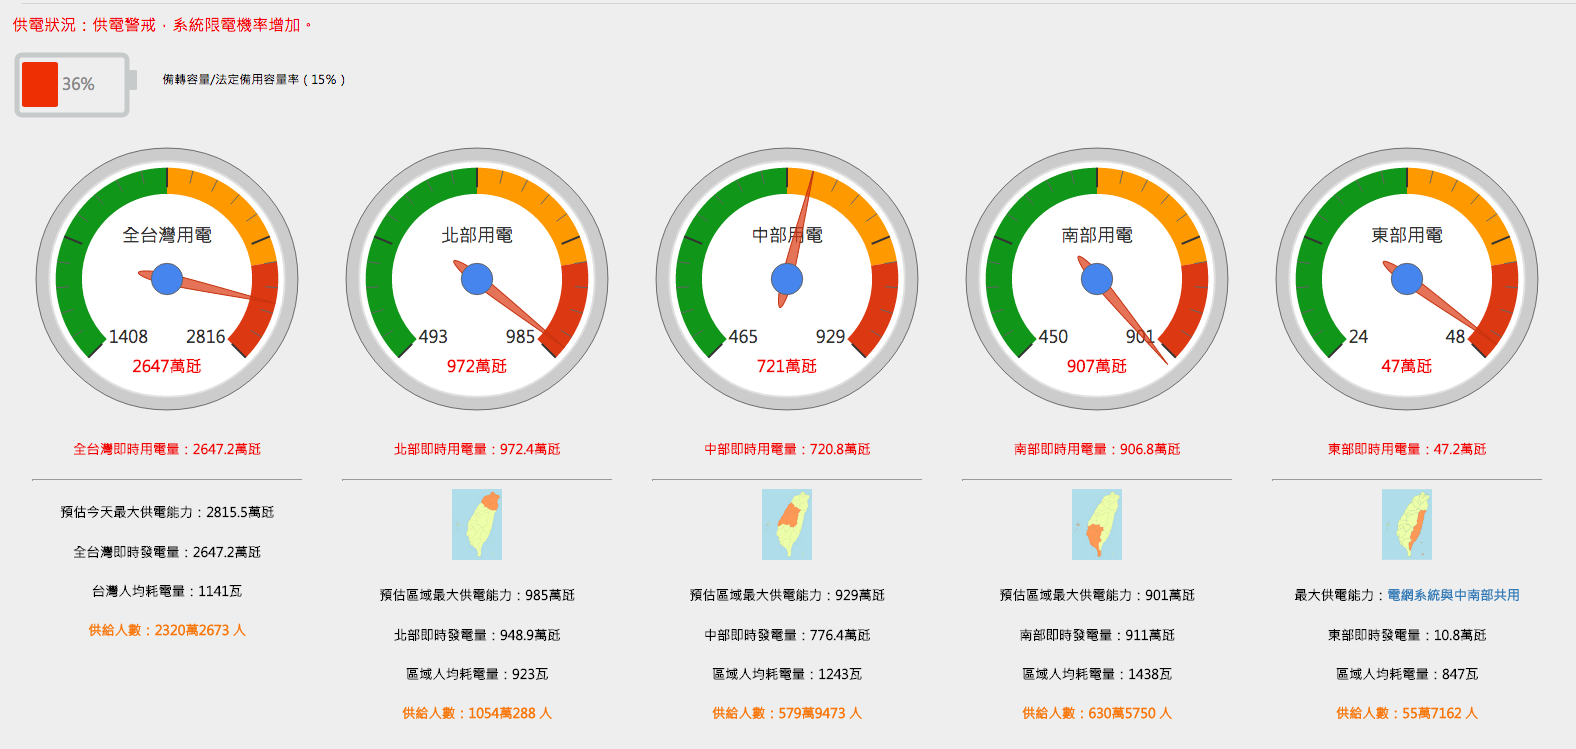 供電狀況：供電警戒，系統限電機率增加。
36%
備轉容量/法定備用容量率 ( 15% )
全台灣用電
1408 2816
2647萬瓩
北部用電
493 985
972萬瓩
中部用電
465 929
721萬瓩
南部用電
450 901
907萬瓩
東部用電
24 48
47萬瓩
全台灣即時用電量：2647.2萬瓩
預估今天最大供電能力：2815.5萬瓩
全台灣即時發電量：2647.2萬瓩
台灣人均耗電量：1141瓦
供給人數：2320萬2673 人
北部即時用電量：972.4萬瓩
預估區域最大供電能力：985萬瓩
北部即時發電量：948.9萬瓩
區域人均耗電量：923瓦
供給人數：1054萬288 人
中部即時用電量：720.8萬瓩
預估區域最大供電能力：929萬瓩
中部即時發電量：776.4萬瓩
區域人均耗電量：1243瓦
供給人數：579萬9473 人
南部即時用電量：906.8萬瓩
預估區域最大供電能力：901萬瓩
南部即時發電量：911萬瓩
區域人均耗電量：1438瓦
供給人數：630萬5750 人
東部即時用電量：47.2萬瓩
最大供電能力：電網系統與中南部共用
東部即時發電量：10.8萬瓩
區域人均耗電量：847瓦
供給人數：55萬7162 人